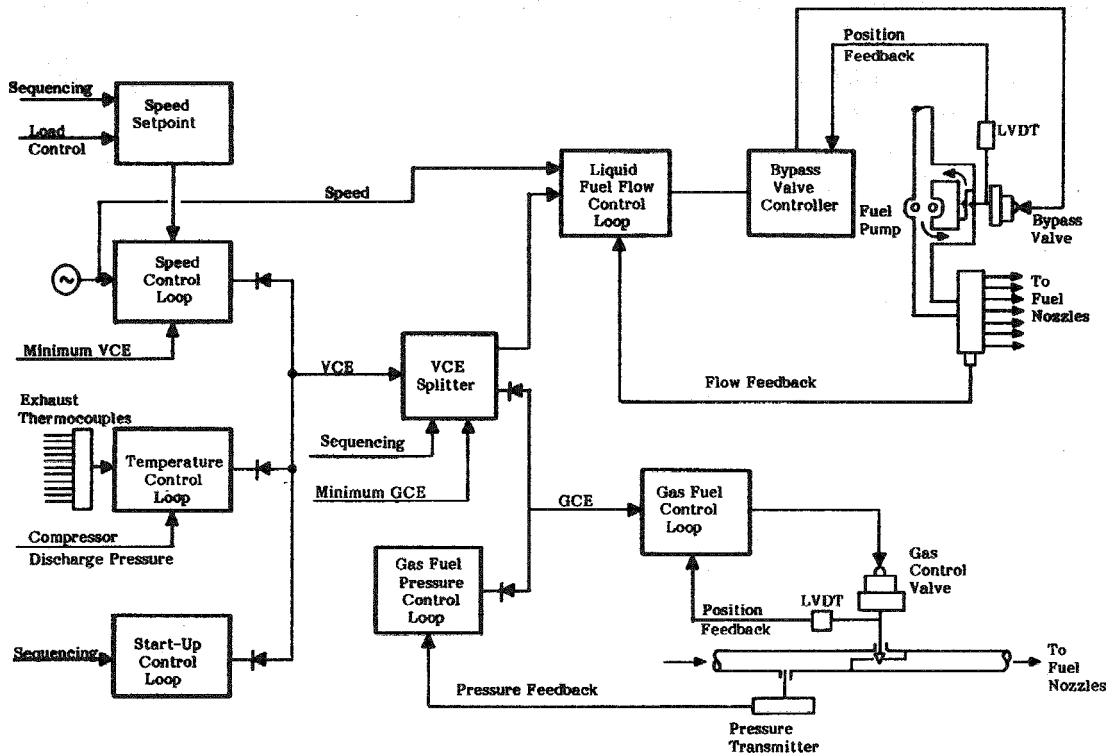 Position
Feedback
Sequencing
Speed
Setpoint
Load
Control
LVDT
Speed
Liquid
Fuel Flow
Control
Loop
Bypass
Valve
Controller
Fuel
Pump
Bypass
Valve
Speed
Control
Loop
~
To
Fuel
Nozzles
Minimum VCE
VCE
VCE
Splitter
Flow Feedback
Exhaust
Thermocouples
Sequencing
Temperature
Control
Loop
Minimum GCE
GCE
Gas Fuel
Control
Loop
Compressor
Discharge Pressure
Gas Fuel
Pressure
Control
Loop
Gas
Control
Valve
LVDT
Position
Feedback
Start-Up
Control
Loop
Sequencing
To
Fuel
Nozzles
Pressure Feedback
Pressure
Transmitter